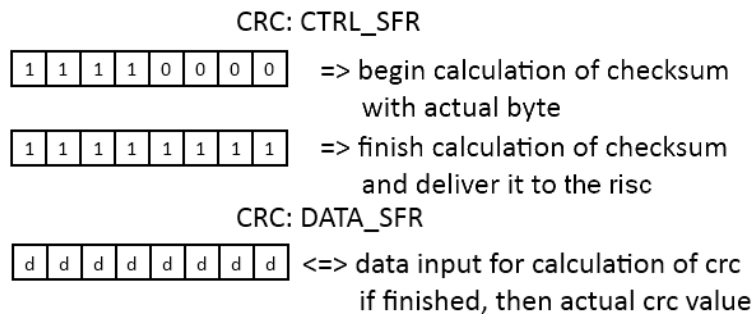 CRC: CTRL_SFR
1 1 1 1 0 0 0 0 => begin calculation of checksum
with actual byte
1 1 1 1 1 1 1 1 => finish calculation of checksum
and deliver it to the risc
CRC: DATA_SFR
d d d d d d d d <=> data input for calculation of crc
if finished, then actual crc value